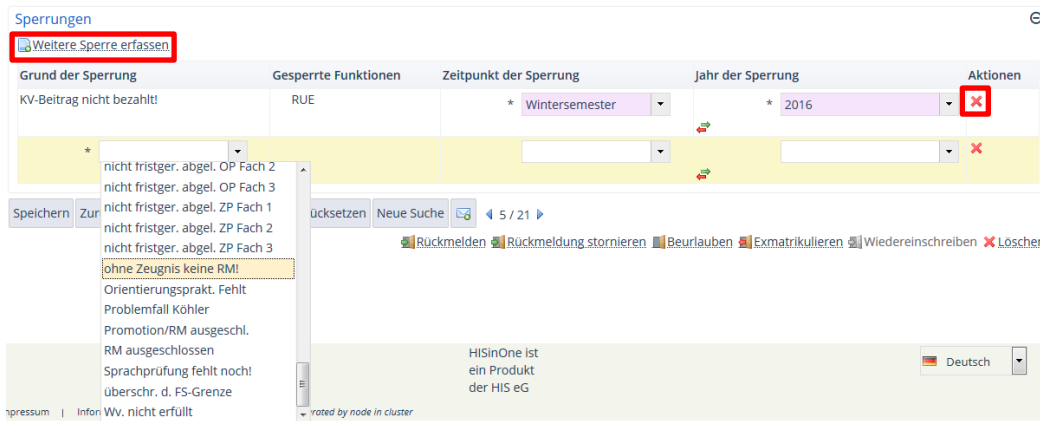 Sperrungen
Weitere Sperre erfassen
Grund der Sperrung Gesperrte Funktionen Zeitpunkt der Sperrung Jahr der Sperrung Aktionen
KV-Beitrag nicht bezahlt! RUE * Wintersemester * 2016
*
nicht fristger. abgel. OP Fach 2
nicht fristger. abgel. OP Fach 3
Speichern Zur nicht fristger. abgel. ZP Fach 1 ücksetzen Neue Suche 5 / 21
nicht fristger. abgel. ZP Fach 2
nicht fristger. abgel. ZP Fach 3
Rückmelden Rückmeldung stornieren Beurlauben Exmatrikulieren Wiedereinschreiben Löschen
ohne Zeugnis keine RM!
Orientierungsprakt. Fehlt
Problemfall Köhler
Promotion/RM ausgeschl.
RM ausgeschlossen
Sprachprüfung fehlt noch!
überschr. d. FS-Grenze
HISinOne ist
ein Produkt
der HIS eG
Deutsch
mpressum | Infor Wv. nicht erfüllt erated by node in cluster